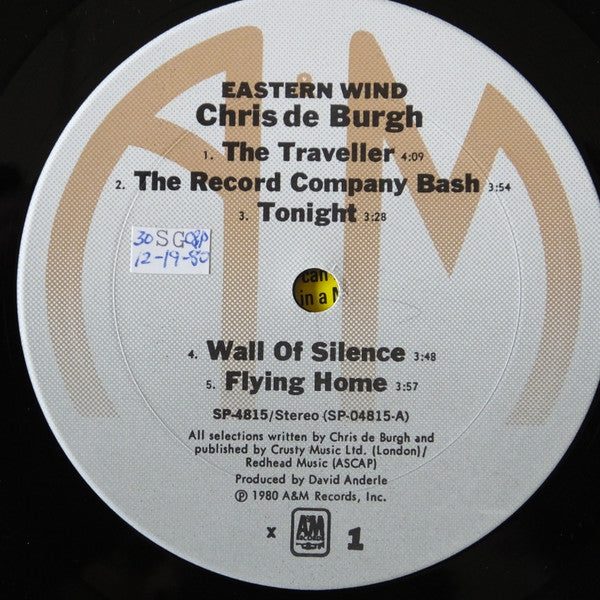 EASTERN WIND
Chris de Burgh
1. The Traveller 4:09
2. The Record Company Bash 3:54
3. Tonight 3:28
30 S G
12-19-80
can
in a
4. Wall Of Silence 3:48
5. Flying Home 3:57
SP-4815/Stereo (SP-04815-A)
All selections written by Chris de Burgh and
published by Crusty Music Ltd. (London)/
Redhead Music (ASCAP)
Produced by David Anderle
℗ 1980 A&M Records, Inc.
x A&M RECORDS 1